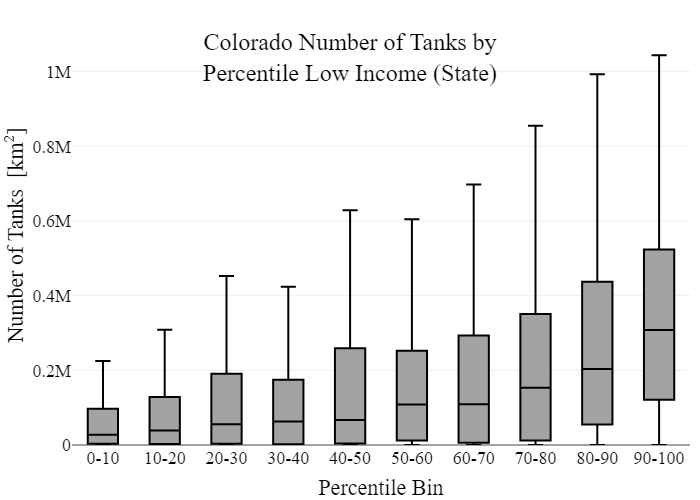 Colorado Number of Tanks by
Percentile Low Income (State)
Number of Tanks [km²]
1M
0.8M
0.6M
0.4M
0.2M
0
0-10 10-20 20-30 30-40 40-50 50-60 60-70 70-80 80-90 90-100
Percentile Bin